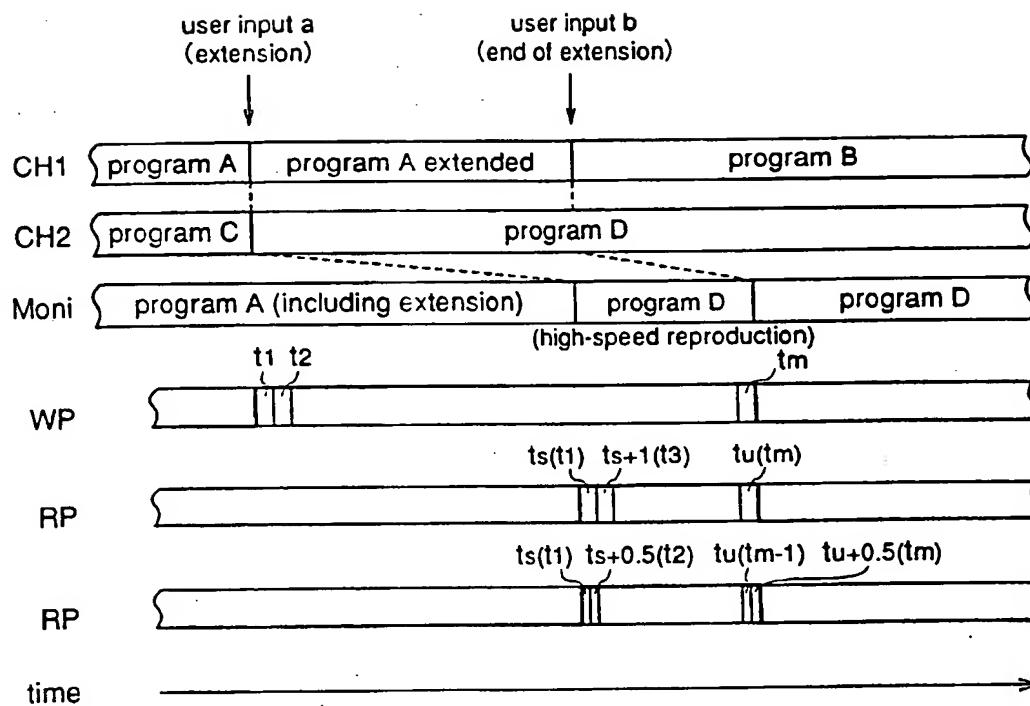 user input a
(extension)
user input b
(end of extension)
CH1 program A program A extended program B
CH2 program C program D
Moni program A (including extension) program D program D
(high-speed reproduction)
t1 t2 tm
WP
ts(t1) ts+1(t3) tu(tm)
RP
ts(t1) ts+0.5(t2) tu(tm-1) tu+0.5(tm)
RP
time